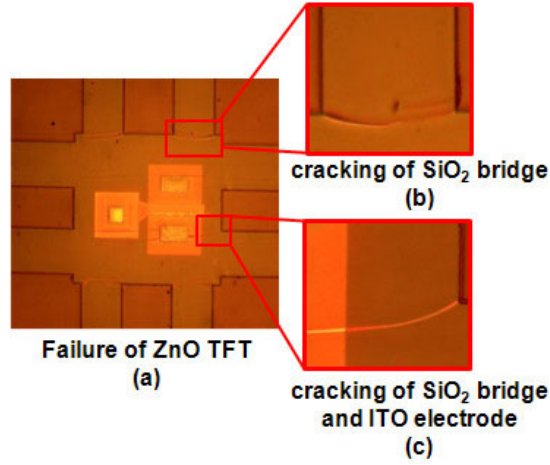 cracking of SiO₂ bridge
(b)
Failure of ZnO TFT
(a)
cracking of SiO₂ bridge
and ITO electrode
(c)